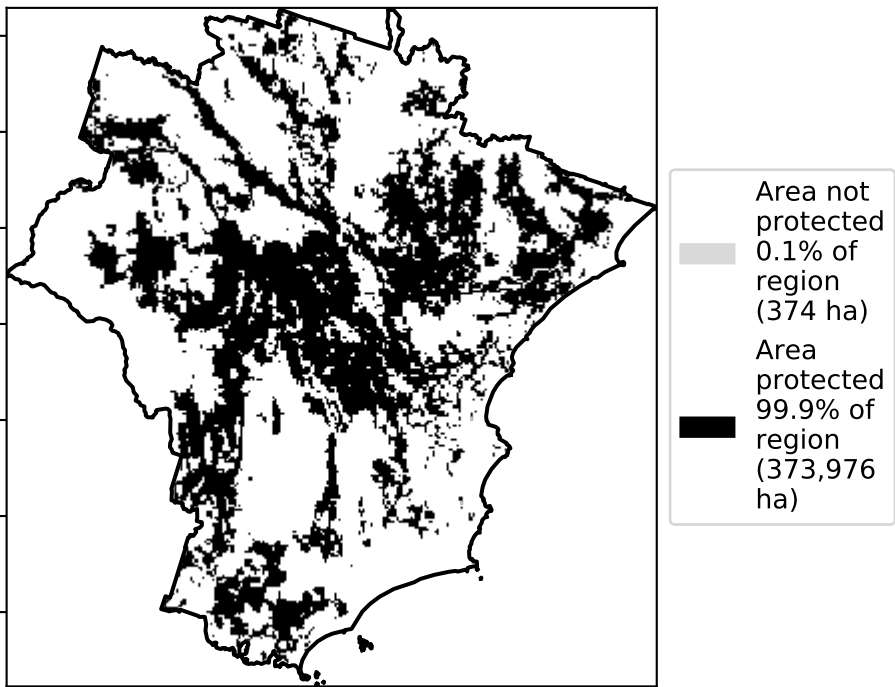 Area not
protected
0.1% of
region
(374 ha)
Area
protected
99.9% of
region
(373,976
ha)